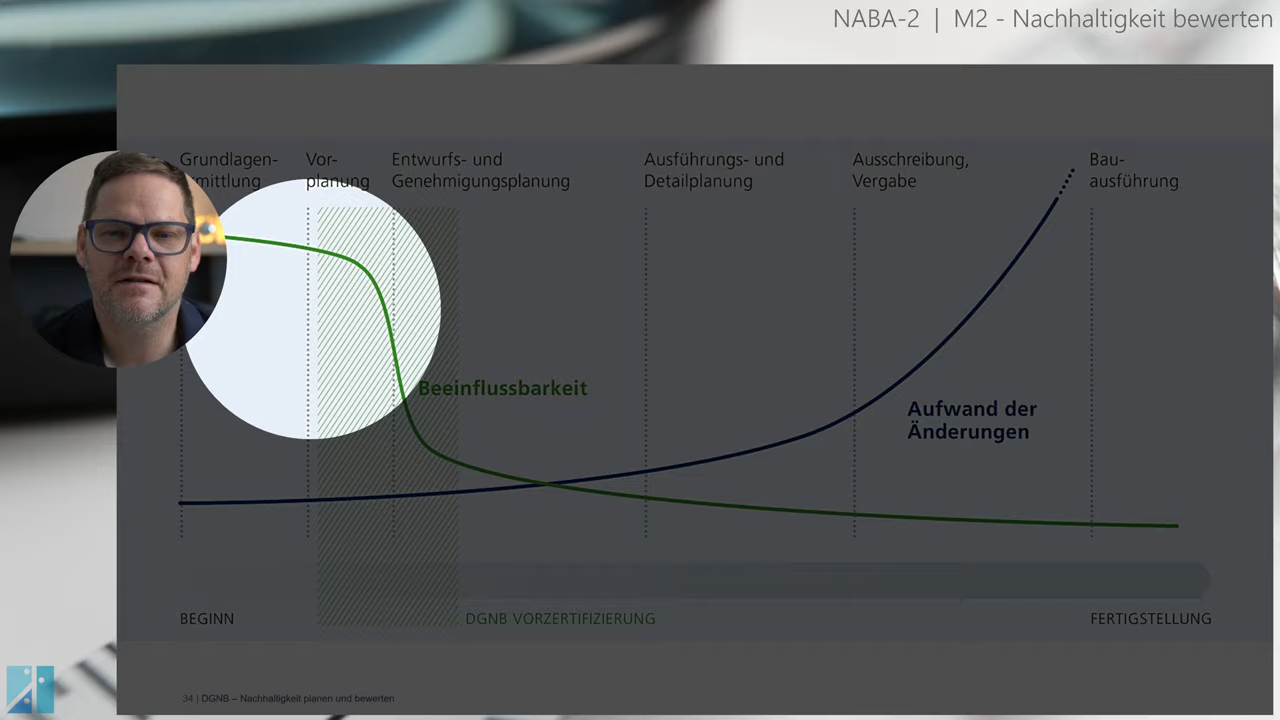 NABA-2 | M2 - Nachhaltigkeit bewerten
Grundlagen-
rmittlung
Vor-
planung
Entwurfs- und
Genehmigungsplanung
Ausführungs- und
Detailplanung
Ausschreibung,
Vergabe
Bau-
ausführung
Beeinflussbarkeit
Aufwand der
Änderungen
BEGINN
DGNB VORZERTIFIZIERUNG
FERTIGSTELLUNG
34 | DGNB – Nachhaltigkeit planen und bewerten